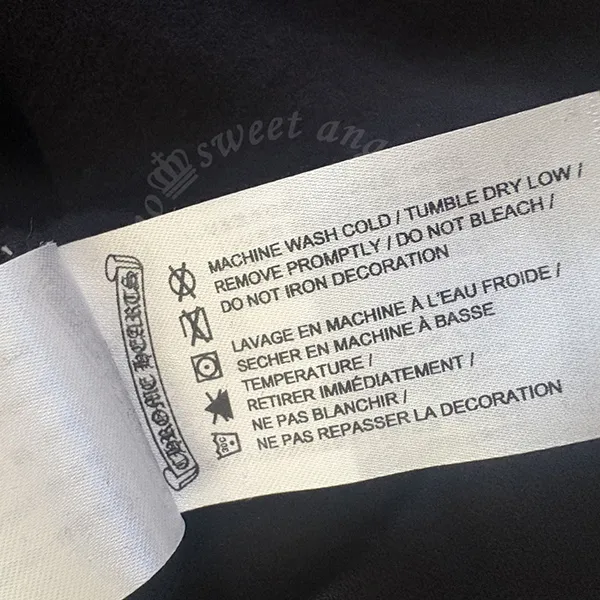 sweet
CHROME HEARTS
MACHINE WASH COLD / TUMBLE DRY LOW /
REMOVE PROMPTLY / DO NOT BLEACH /
DO NOT IRON DECORATION
LAVAGE EN MACHINE À L'EAU FROIDE /
SECHER EN MACHINE À BASSE
TEMPERATURE /
RETIRER IMMÉDIATEMENT /
NE PAS BLANCHIR /
NE PAS REPASSER LA DECORATION